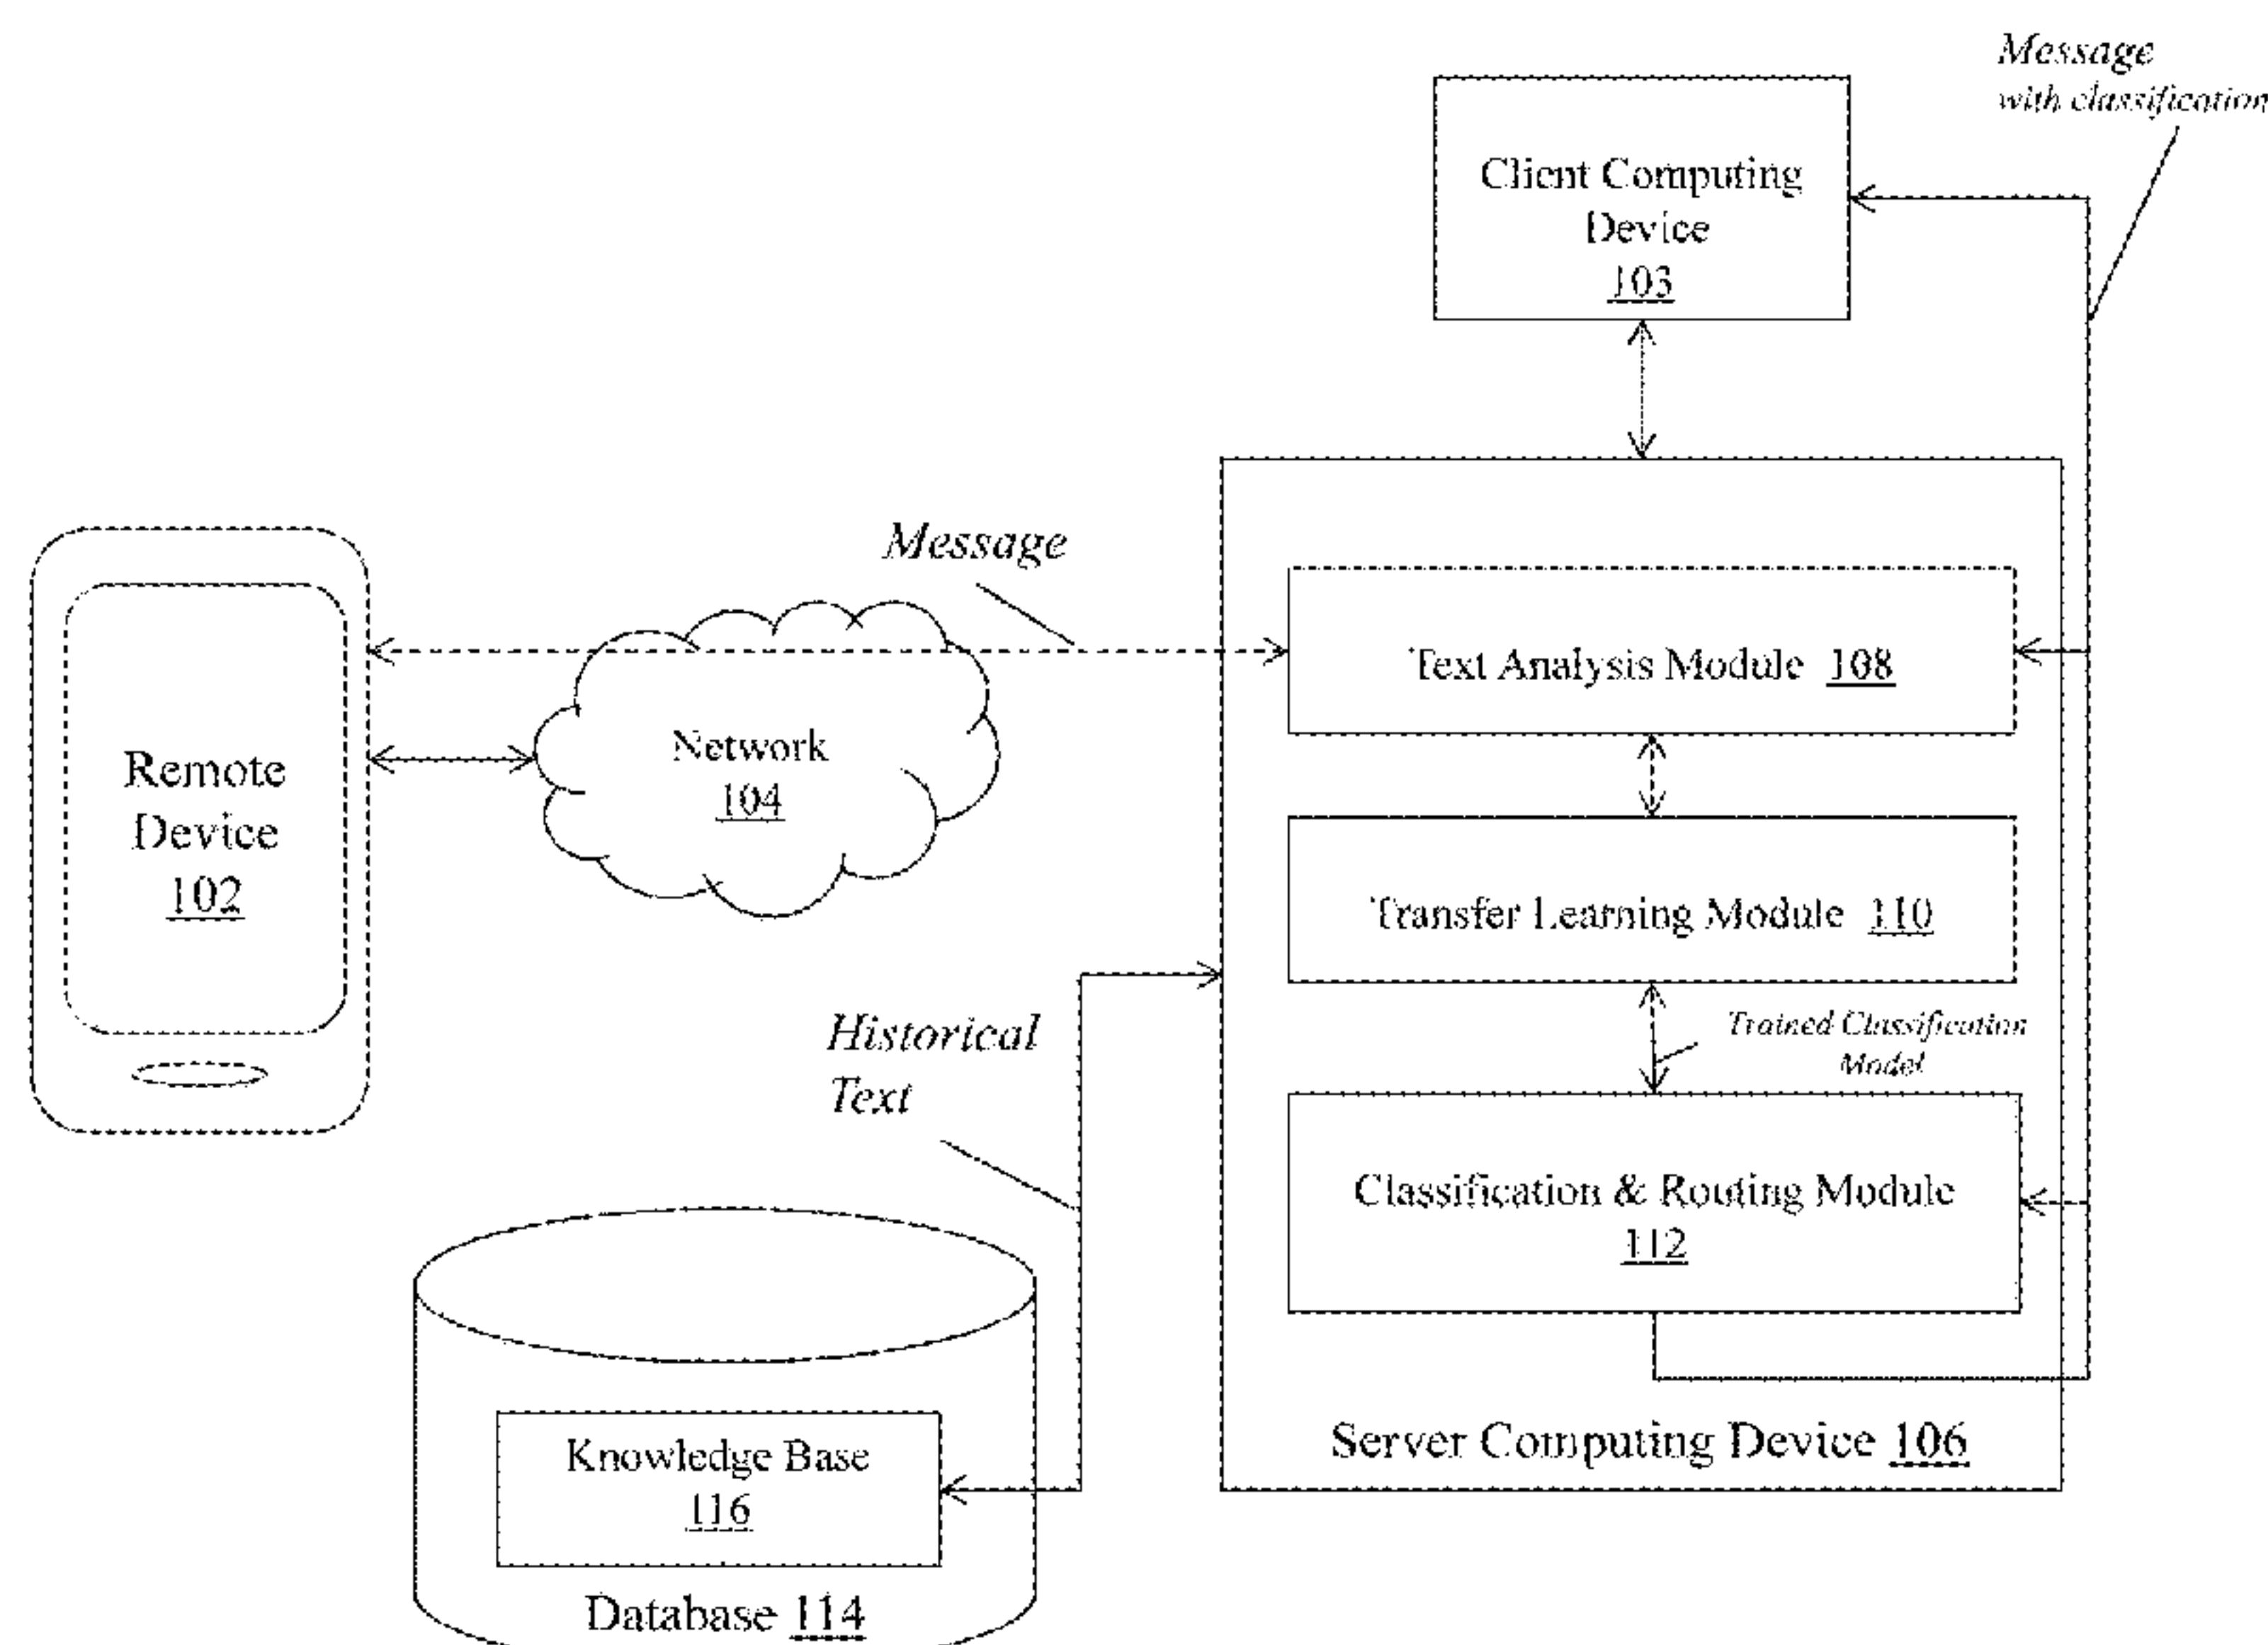 Message
with classification
Client Computing
Device
103
Message
Text Analysis Module 108
Remote
Device
102
Network
104
Transfer Learning Module 110
Historical
Text
Trained Classification
Model
Classification & Routing Module
112
Server Computing Device 106
Knowledge Base
116
Database 114